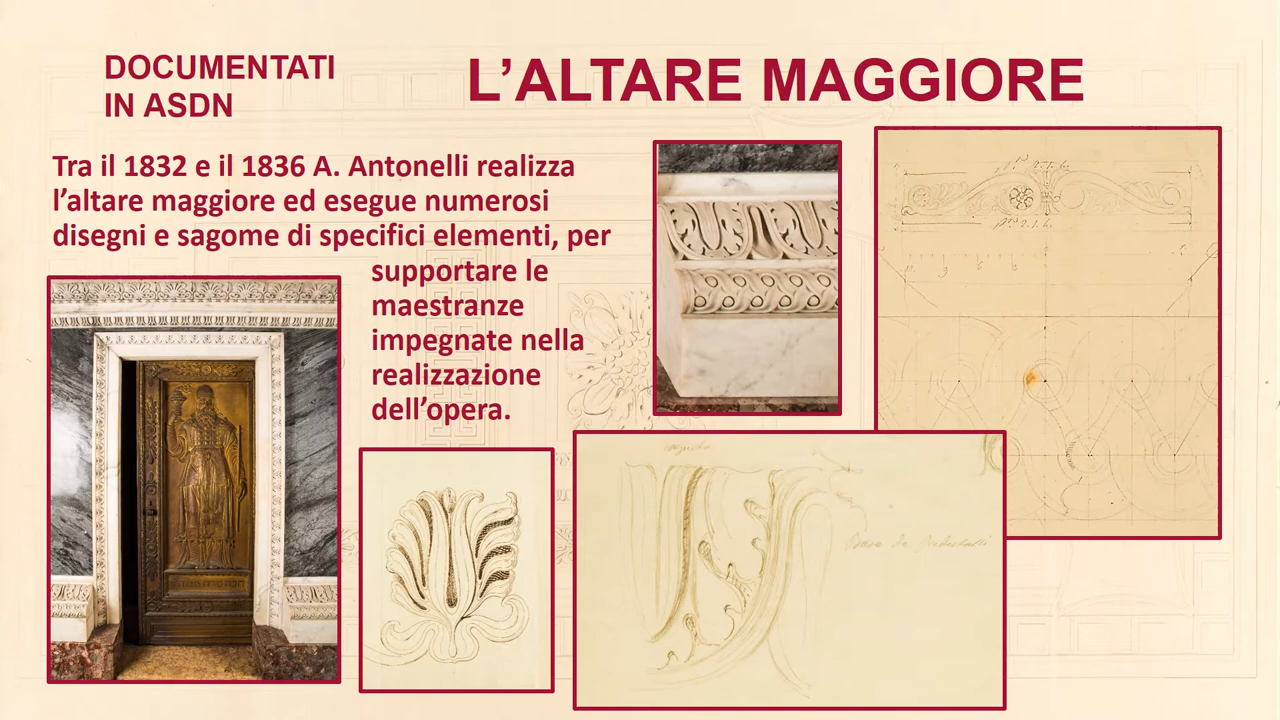 DOCUMENTATI
IN ASDN
L’ALTARE MAGGIORE
Tra il 1832 e il 1836 A. Antonelli realizza
l’altare maggiore ed esegue numerosi
disegni e sagome di specifici elementi, per
supportare le
maestranze
impegnate nella
realizzazione
dell’opera.